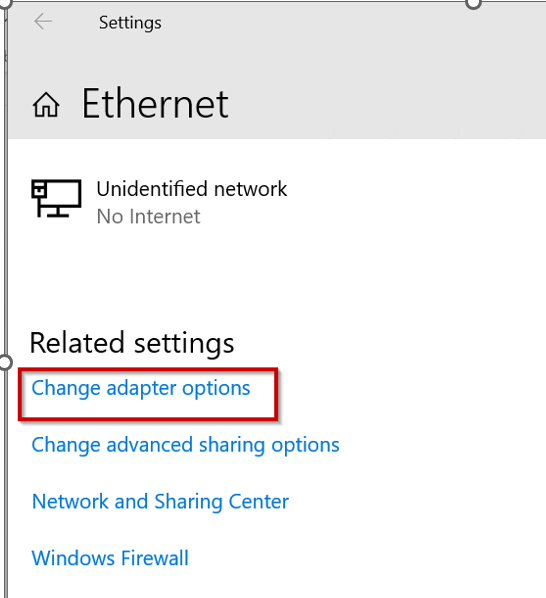 Settings
Ethernet
Unidentified network
No Internet
Related settings
Change adapter options
Change advanced sharing options
Network and Sharing Center
Windows Firewall